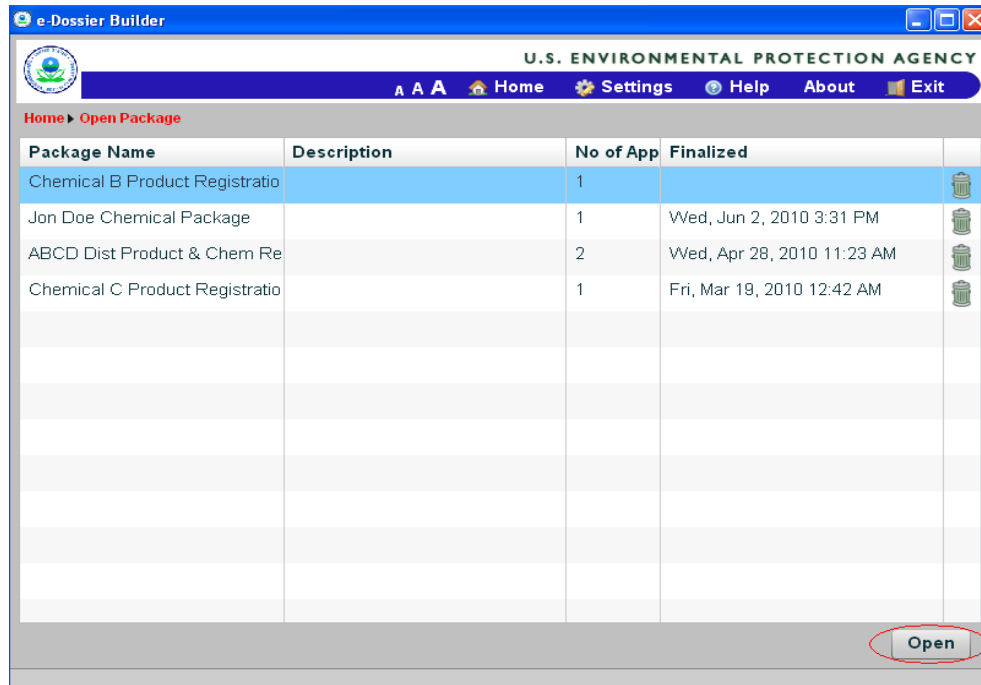 e-Dossier Builder
U.S. ENVIRONMENTAL PROTECTION AGENCY
A A A Home Settings Help About Exit
Home Open Package
Package Name Description No of App Finalized
Chemical B Product Registratio 1
Jon Doe Chemical Package 1 Wed, Jun 2, 2010 3:31 PM
ABCD Dist Product & Chem Re 2 Wed, Apr 28, 2010 11:23 AM
Chemical C Product Registratio 1 Fri, Mar 19, 2010 12:42 AM
Open